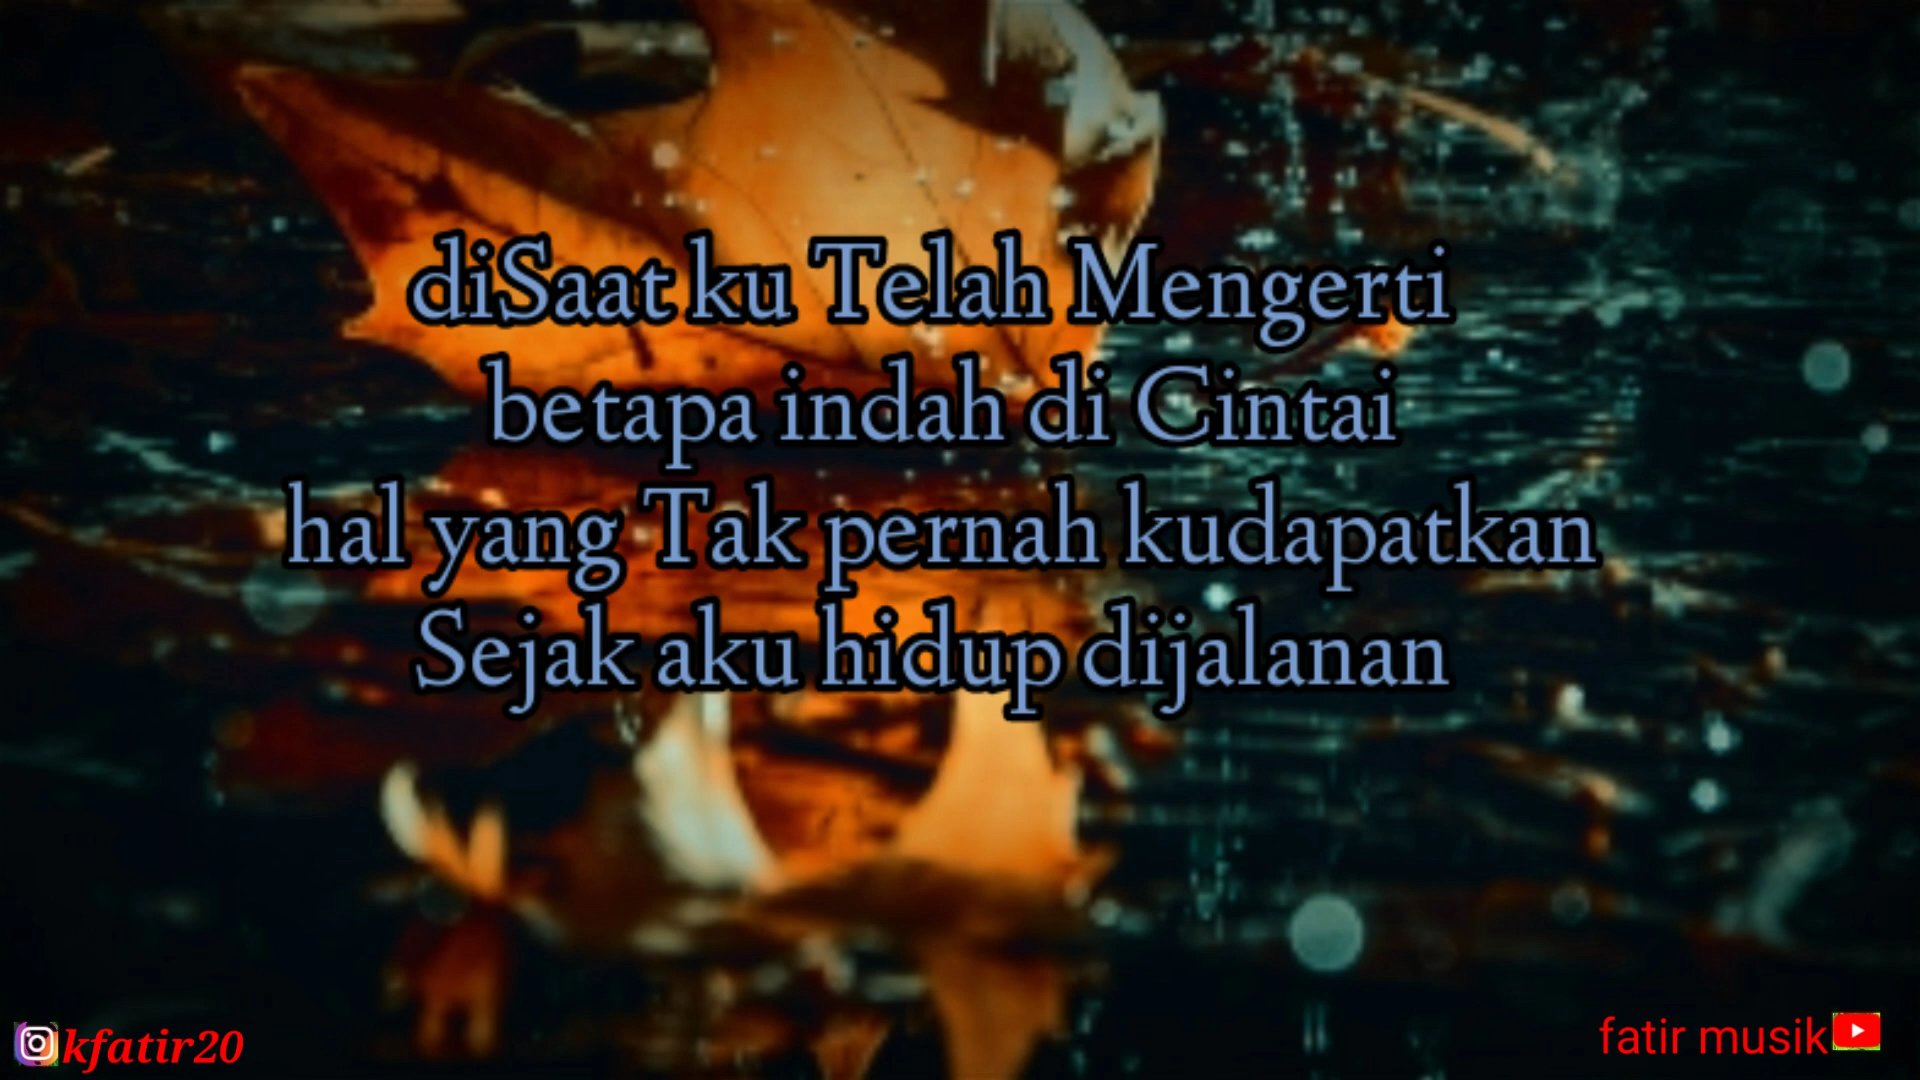 diSaat ku Telah Mengerti
betapa indah di Cintai
hal yang Tak pernah kudapatkan
Sejak aku hidup dijalanan
kfatir20
fatir musik